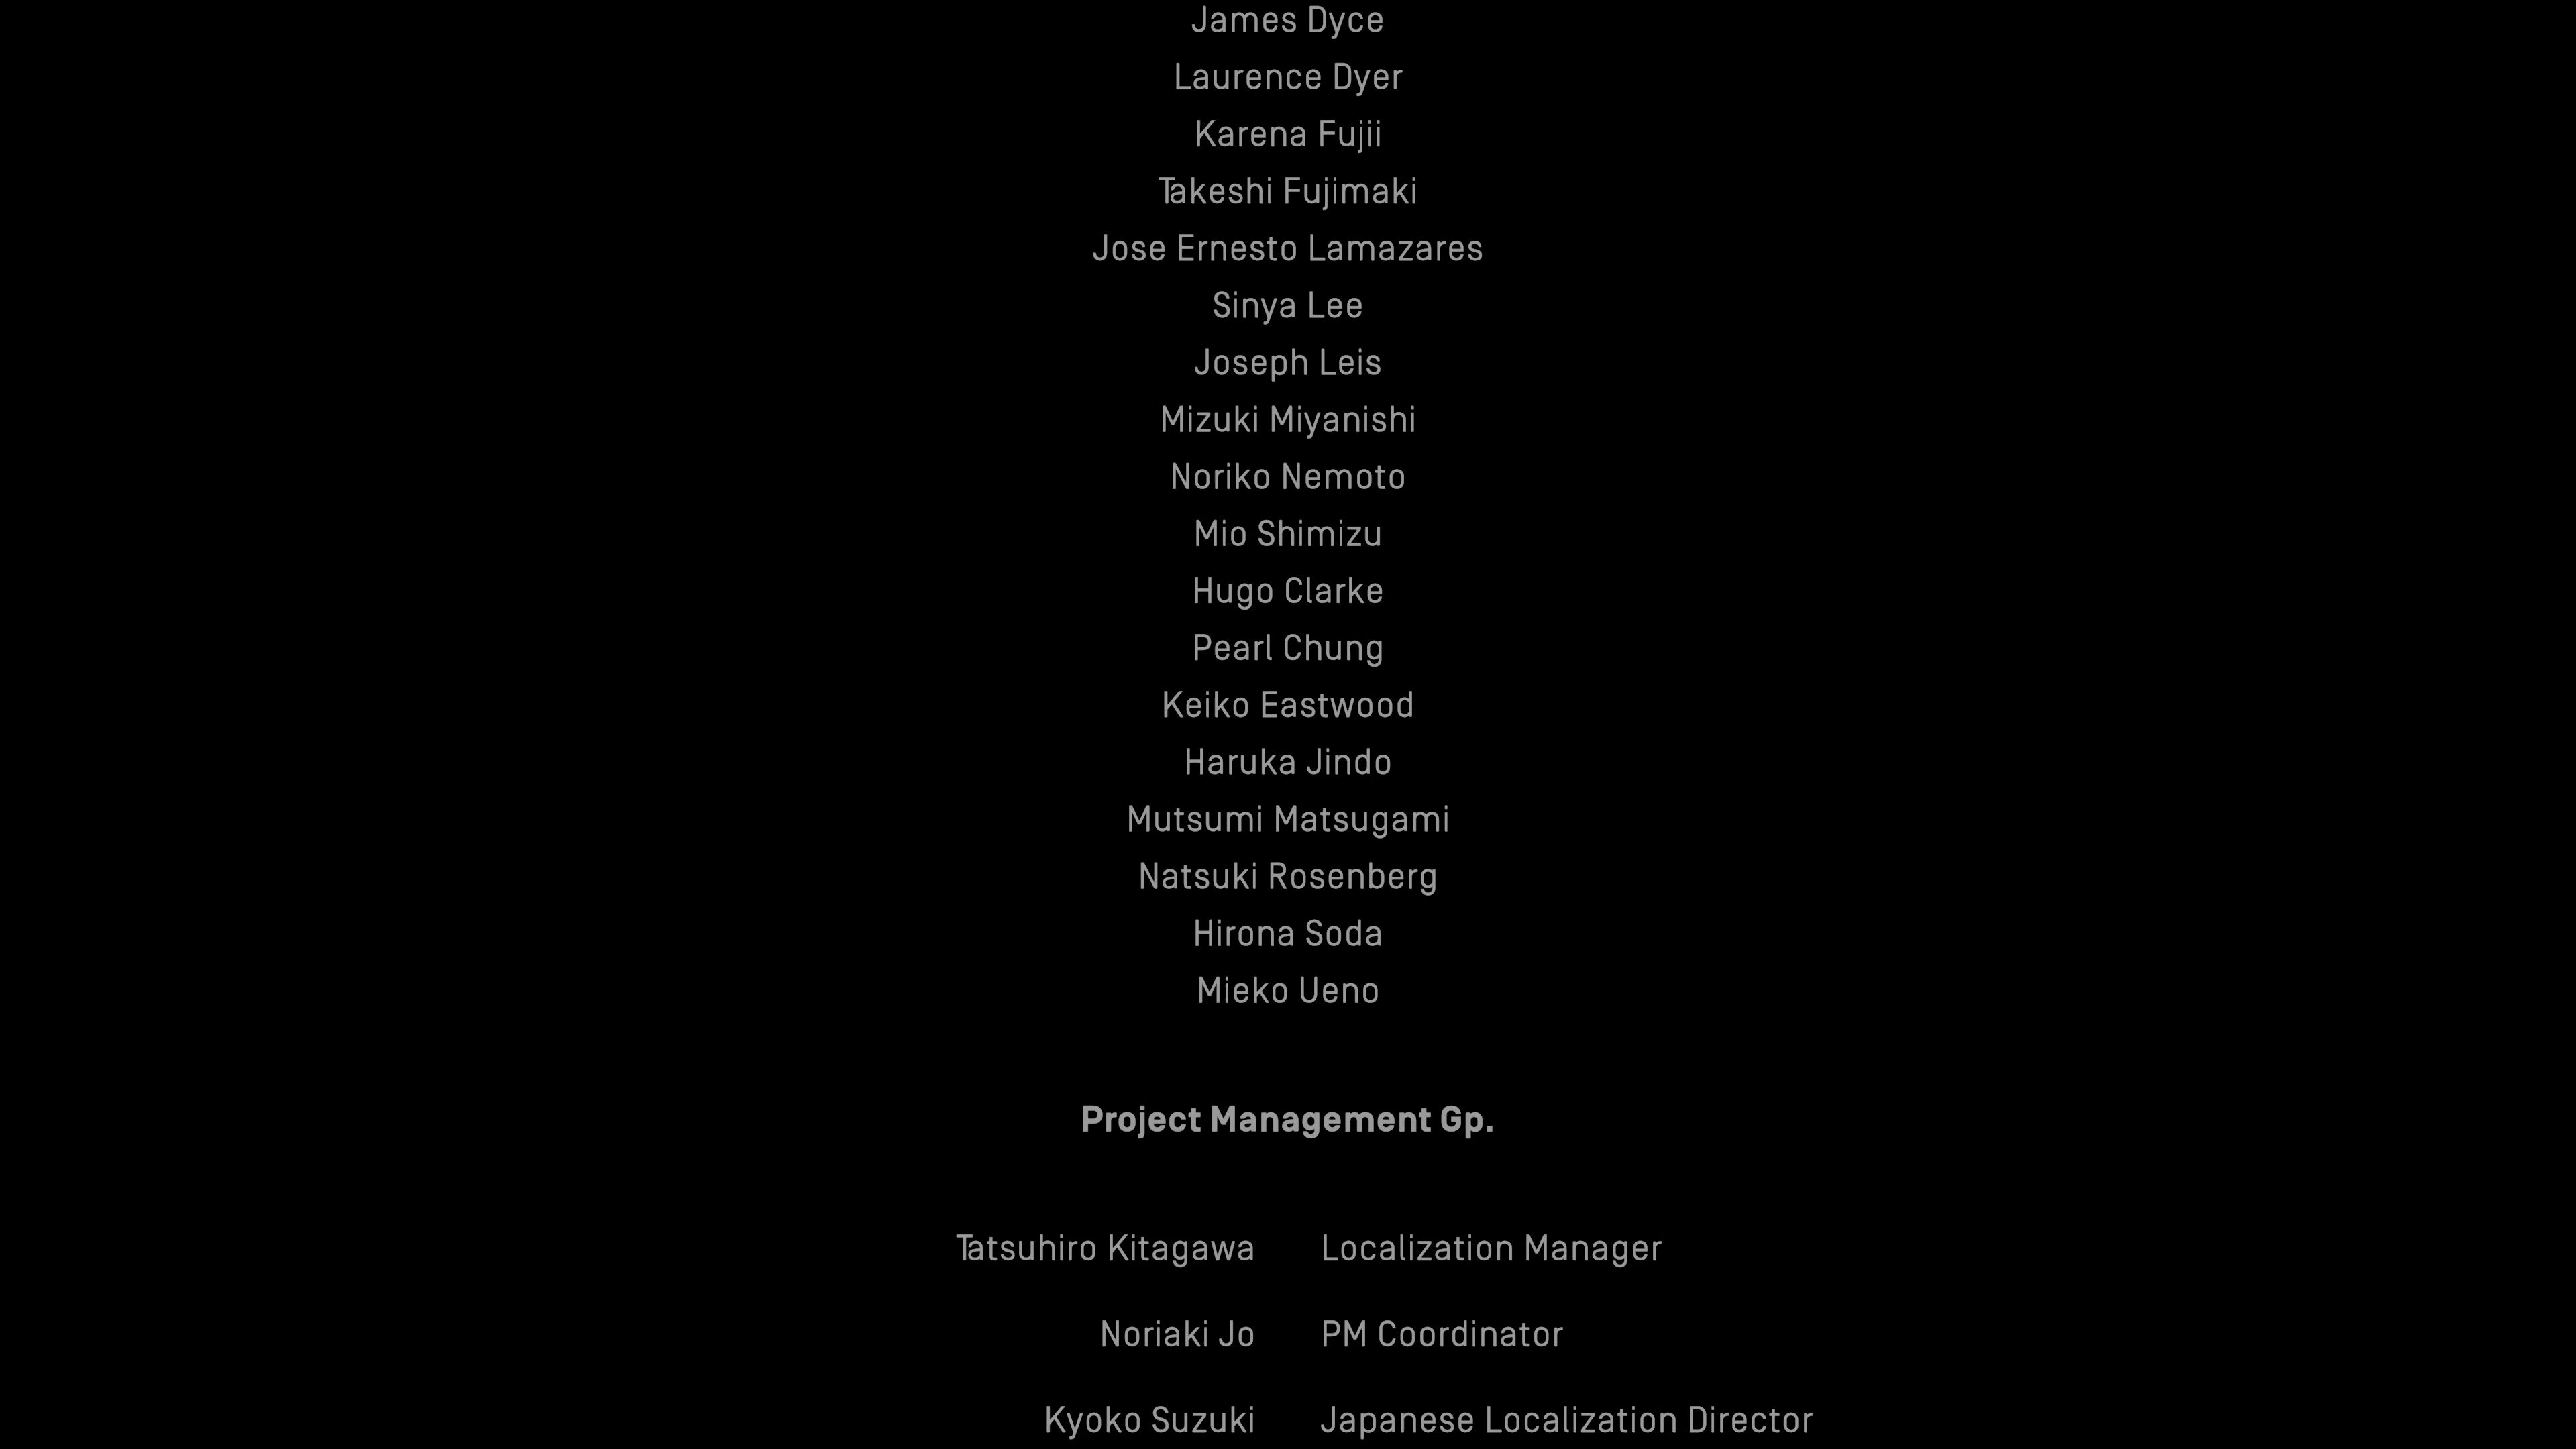 James Dyce
Laurence Dyer
Karena Fujii
Takeshi Fujimaki
Jose Ernesto Lamazares
Sinya Lee
Joseph Leis
Mizuki Miyanishi
Noriko Nemoto
Mio Shimizu
Hugo Clarke
Pearl Chung
Keiko Eastwood
Haruka Jindo
Mutsumi Matsugami
Natsuki Rosenberg
Hirona Soda
Mieko Ueno
Project Management Gp.
Tatsuhiro Kitagawa Localization Manager
Noriaki Jo PM Coordinator
Kyoko Suzuki Japanese Localization Director